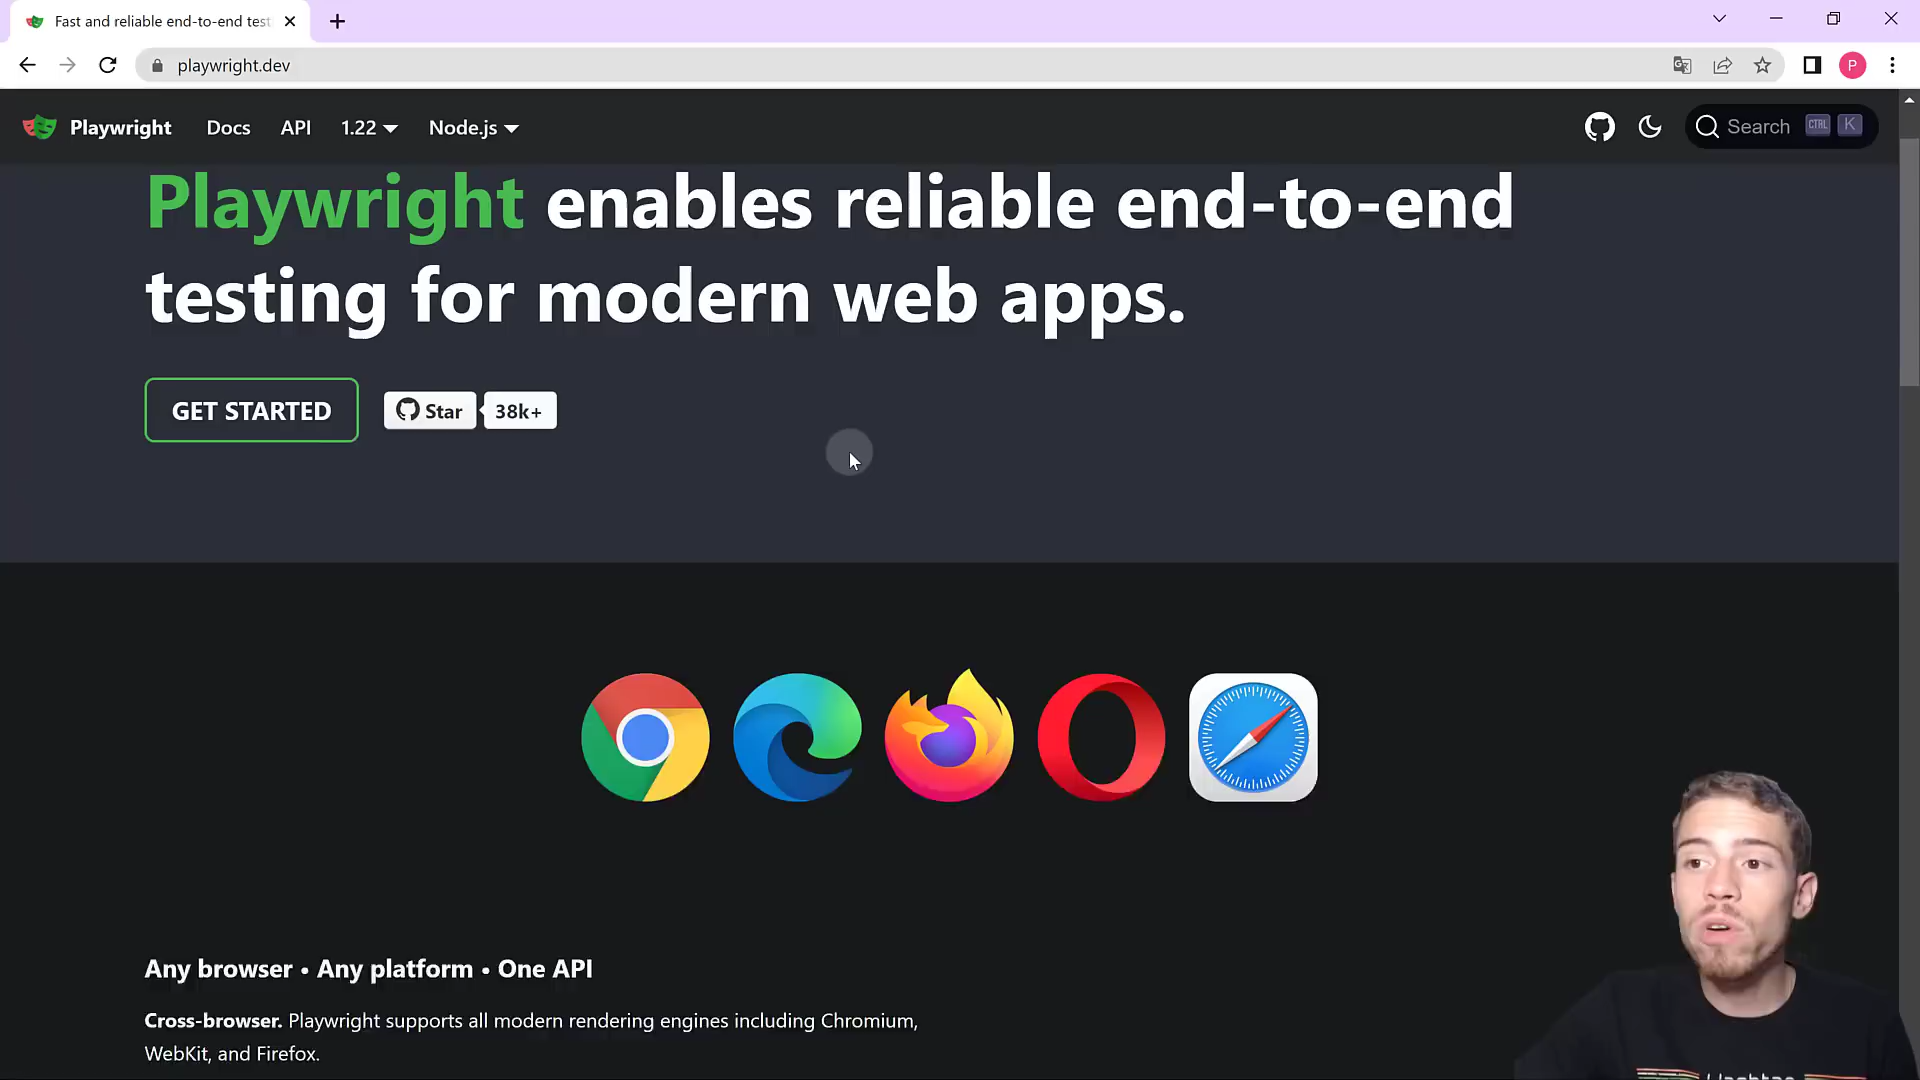 Fast and reliable end-to-end test
playwright.dev
P
Playwright Docs API 1.22 Node.js Search CTRL K
Playwright enables reliable end-to-end
testing for modern web apps.
GET STARTED Star 38k+
Any browser • Any platform • One API
Cross-browser. Playwright supports all modern rendering engines including Chromium,
WebKit, and Firefox.